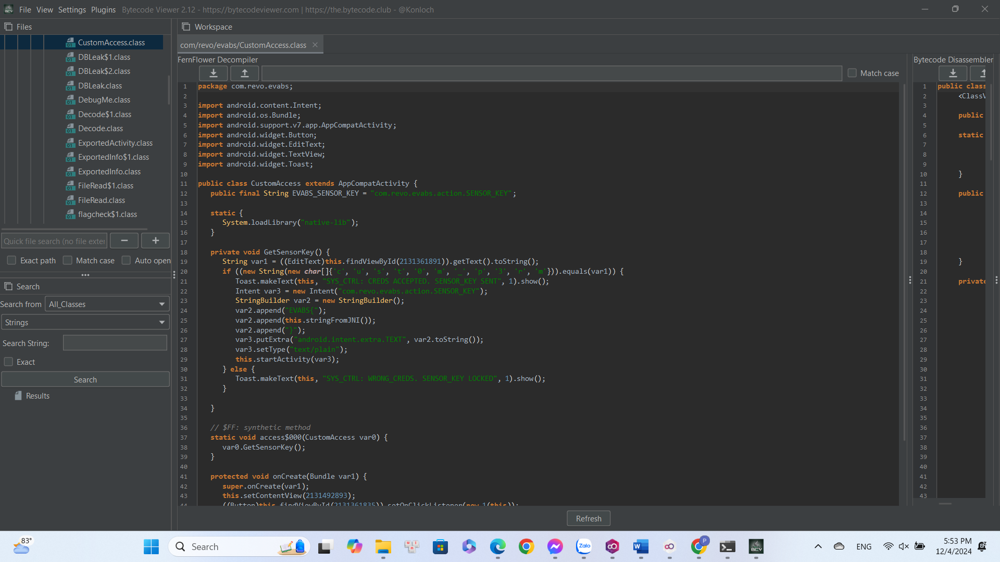 File View Settings Plugins Bytecode Viewer 2.12 - https://bytecodeviewer.com | https://the.bytecode.club - @Konloch
Files
CustomAccess.class
DBLeak$1.class
DBLeak$2.class
DBLeak.class
DebugMe.class
Decode$1.class
Decode.class
ExportedActivity.class
ExportedInfo$1.class
ExportedInfo.class
FileRead$1.class
FileRead.class
flagcheck$1.class
Quick file search (no file exter
− +
Exact path Match case Auto open
Search
Search from All_Classes
Strings
Search String:
Exact
Search
Results
Workspace
com/revo/evabs/CustomAccess.class
FernFlower Decompiler
Match case
1 package com.revo.evabs;
2
3 import android.content.Intent;
4 import android.os.Bundle;
5 import android.support.v7.app.AppCompatActivity;
6 import android.widget.Button;
7 import android.widget.EditText;
8 import android.widget.TextView;
9 import android.widget.Toast;
10
11 public class CustomAccess extends AppCompatActivity {
12 public final String EVABS_SENSOR_KEY = "com.revo.evabs.action.SENSOR_KEY";
13
14 static {
15 System.loadLibrary("native-lib");
16 }
17
18 private void GetSensorKey() {
19 String var1 = ((EditText)this.findViewById(2131361891)).getText().toString();
20 if ((new String(new char[]{'c', 'u', 's', 't', '0', 'm', '_', 'p', '3', 'r', 'm'})).equals(var1)) {
21 Toast.makeText(this, "SYS_CTRL: CREDS ACCEPTED. SENSOR_KEY SENT", 1).show();
22 Intent var3 = new Intent("com.revo.evabs.action.SENSOR_KEY");
23 StringBuilder var2 = new StringBuilder();
24 var2.append("EVABS{");
25 var2.append(this.stringFromJNI());
26 var2.append("}");
27 var3.putExtra("android.intent.extra.TEXT", var2.toString());
28 var3.setType("text/plain");
29 this.startActivity(var3);
30 } else {
31 Toast.makeText(this, "SYS_CTRL: WRONG_CREDS. SENSOR_KEY LOCKED", 1).show();
32 }
33
34 }
35
36 // $FF: synthetic method
37 static void access$000(CustomAccess var0) {
38 var0.GetSensorKey();
39 }
40
41 protected void onCreate(Bundle var1) {
42 super.onCreate(var1);
43 this.setContentView(2131492893);
44 ((Button)this.findViewById(2131361835)).setOnClickListener(new 1(this));
Refresh
Bytecode Disassembler
1 public class
2 <ClassV
3
4 public
5
6 static
7
8
9
10 }
11
12 public
13
14
15
16
17
18
19 }
20
21 private
22
23
24
25
26
27
28
29
30
31
32
33
34
35
36
37
38
39
40
41
42
43
83°
Search
Zalo
P
BCV
ENG
5:53 PM
12/4/2024